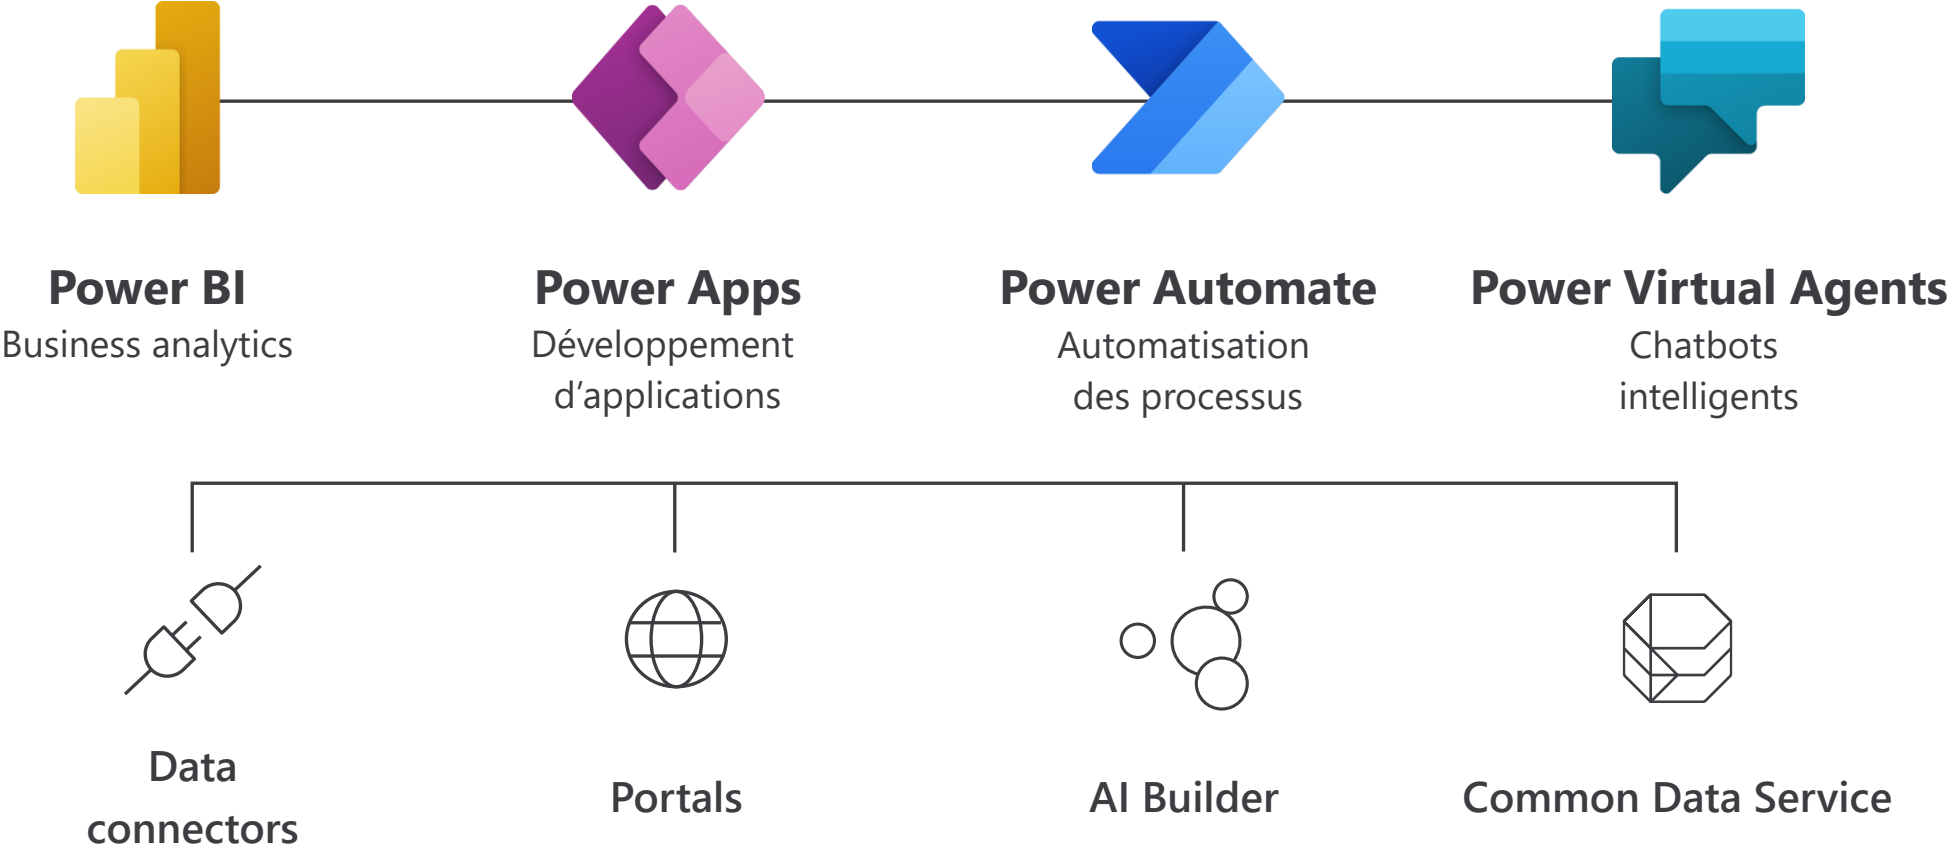 Power BI
Business analytics
Power Apps
Développement
d’applications
Power Automate
Automatisation
des processus
Power Virtual Agents
Chatbots
intelligents
Data
connectors
Portals
AI Builder
Common Data Service